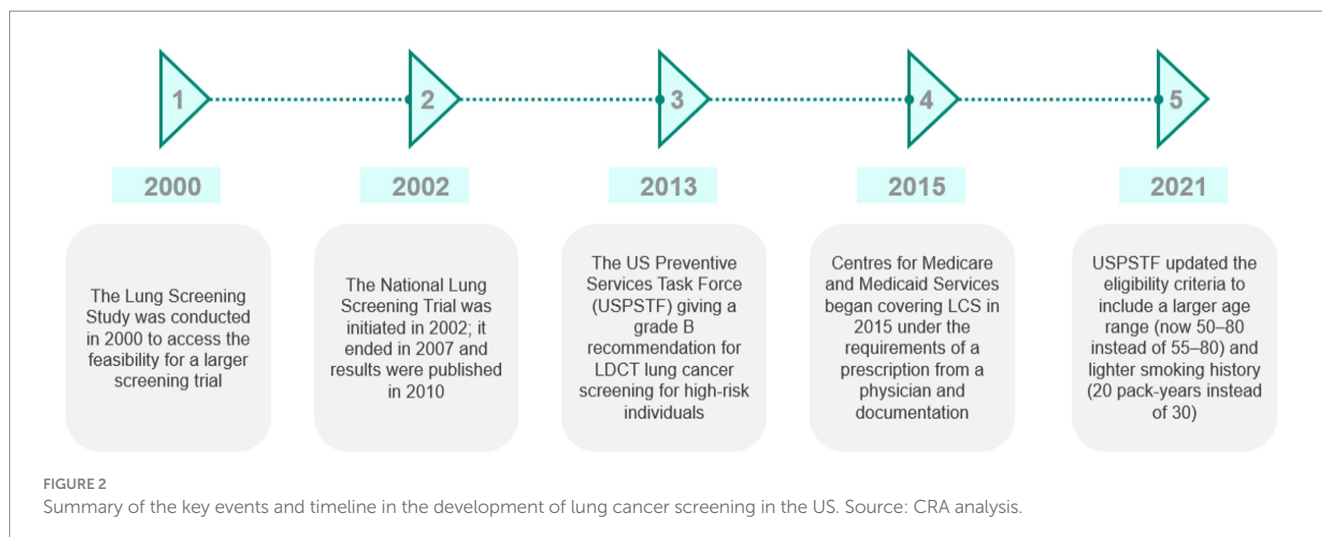 1
2
3
4
5
2000
2002
2013
2015
2021
The Lung Screening
Study was conducted
in 2000 to access the
feasibility for a larger
screening trial
The National Lung
Screening Trial was
initiated in 2002; it
ended in 2007 and
results were published
in 2010
The US Preventive
Services Task Force
(USPSTF) giving a
grade B
recommendation for
LDCT lung cancer
screening for high-risk
individuals
Centres for Medicare
and Medicaid Services
began covering LCS in
2015 under the
requirements of a
prescription from a
physician and
documentation
USPSTF updated the
eligibility criteria to
include a larger age
range (now 50–80
instead of 55–80) and
lighter smoking history
(20 pack-years instead
of 30)
FIGURE 2
Summary of the key events and timeline in the development of lung cancer screening in the US. Source: CRA analysis.